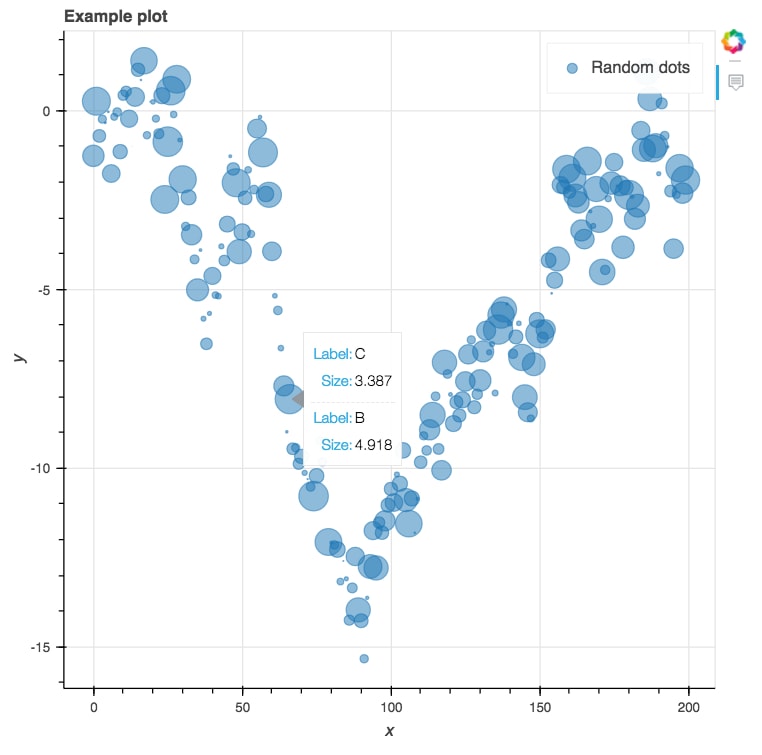 Example plot
Random dots
0
-5
-10
-15
y
Label: C
Size: 3.387
Label: B
Size: 4.918
0 50 100 150 200
x